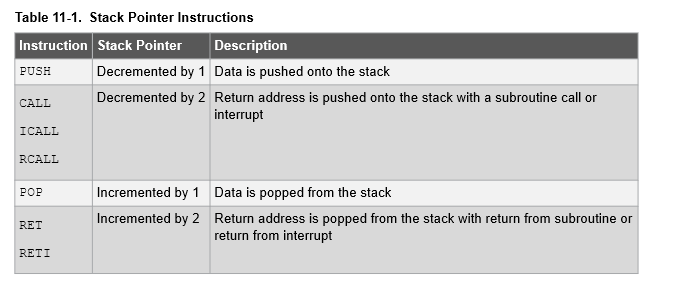 Table 11-1. Stack Pointer Instructions
Instruction Stack Pointer Description
PUSH Decremented by 1 Data is pushed onto the stack
CALL Decremented by 2 Return address is pushed onto the stack with a subroutine call or
interrupt
ICALL
RCALL
POP Incremented by 1 Data is popped from the stack
RET Incremented by 2 Return address is popped from the stack with return from subroutine or
return from interrupt
RETI